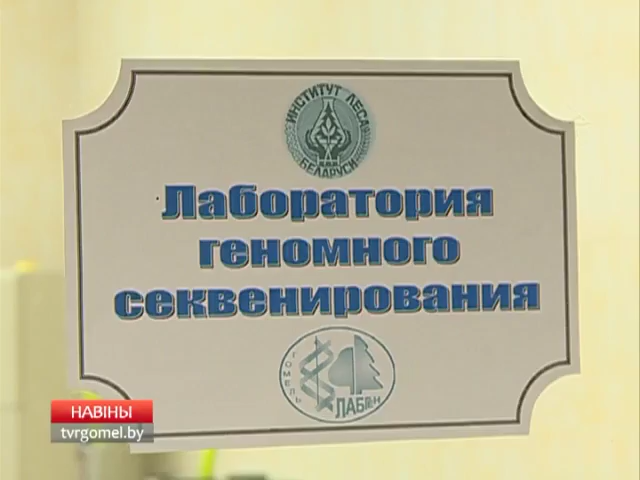 ИНСТИТУТ ЛЕСА
БЕЛАРУСИ
Лаборатория
геномного
секвенирования
ГОМЕЛЬ
ЛАБГен
НАВІНЫ
tvrgomel.by